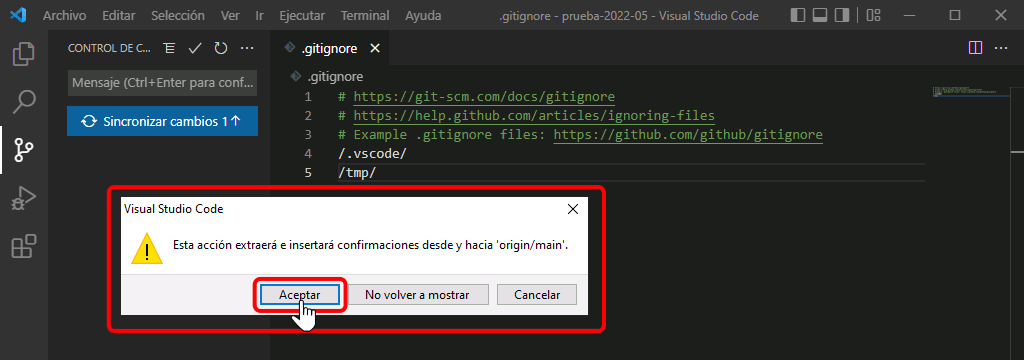 Archivo Editar Selección Ver Ir Ejecutar Terminal Ayuda .gitignore - prueba-2022-05 - Visual Studio Code
CONTROL DE C...
.gitignore
Mensaje (Ctrl+Enter para conf...
Sincronizar cambios 1↑
.gitignore
1 # https://git-scm.com/docs/gitignore
2 # https://help.github.com/articles/ignoring-files
3 # Example .gitignore files: https://github.com/github/gitignore
4 /.vscode/
5 /tmp/
Visual Studio Code
Esta acción extraerá e insertará confirmaciones desde y hacia 'origin/main'.
Aceptar No volver a mostrar Cancelar